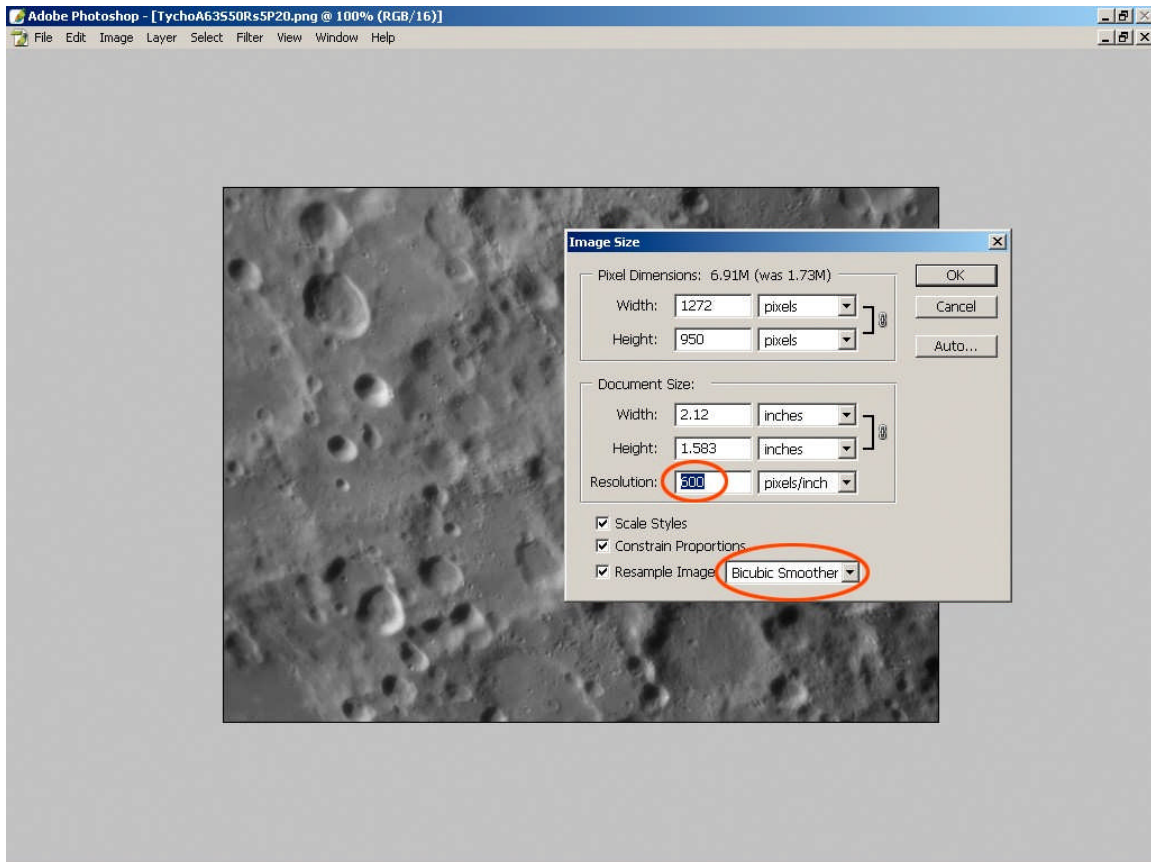 Adobe Photoshop - [TychoA63S50Rs5P20.png @ 100% (RGB/16)]
File Edit Image Layer Select Filter View Window Help
Image Size
Pixel Dimensions: 6.91M (was 1.73M)
OK
Width: 1272 pixels
Cancel
Height: 950 pixels
Auto...
Document Size:
Width: 2.12 inches
Height: 1.583 inches
Resolution: 600 pixels/inch
Scale Styles
Constrain Proportions
Resample Image Bicubic Smoother